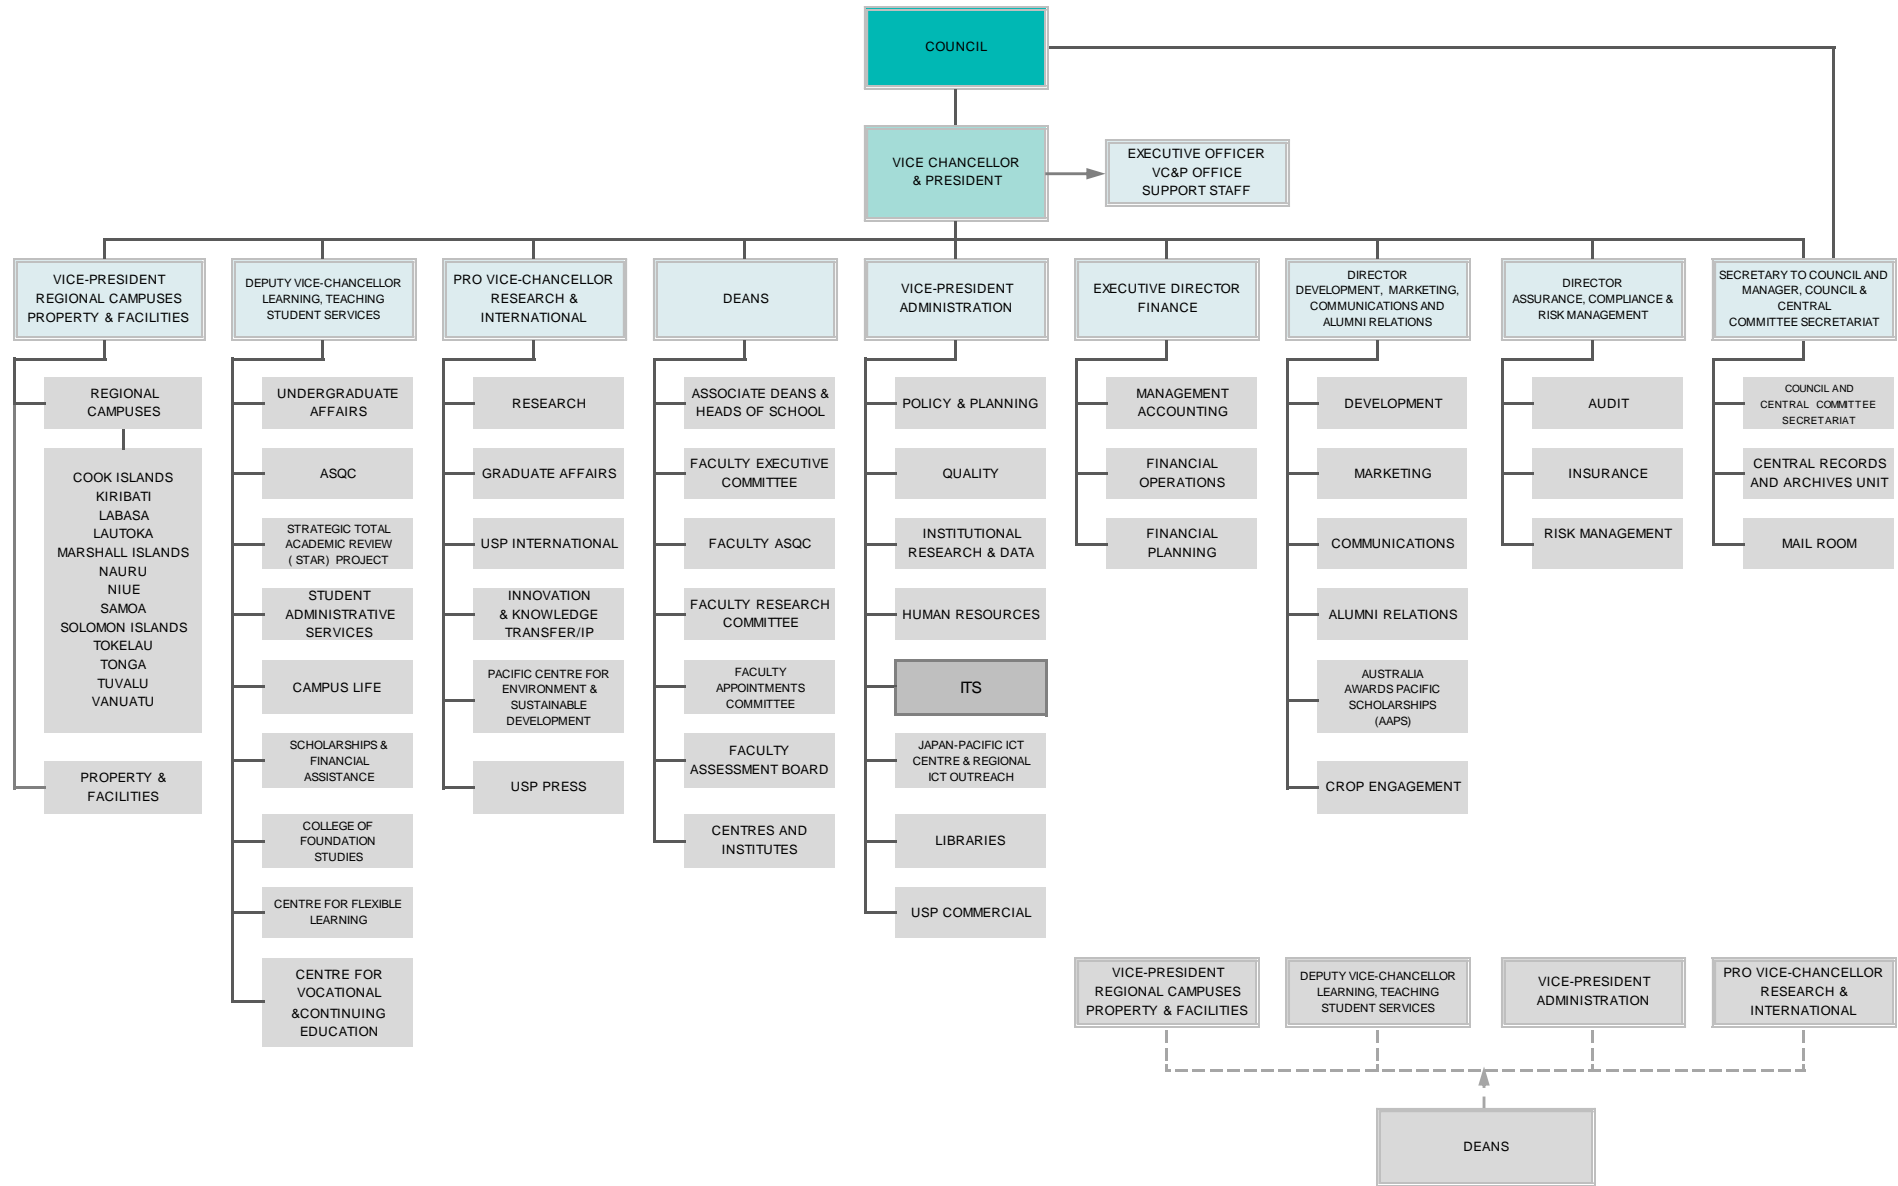 COUNCIL
VICE CHANCELLOR
& PRESIDENT
EXECUTIVE OFFICER
VC&P OFFICE
SUPPORT STAFF
VICE-PRESIDENT
REGIONAL CAMPUSES
PROPERTY & FACILITIES
REGIONAL
CAMPUSES
COOK ISLANDS
KIRIBATI
LABASA
LAUTOKA
MARSHALL ISLANDS
NAURU
NIUE
SAMOA
SOLOMON ISLANDS
TOKELAU
TONGA
TUVALU
VANUATU
PROPERTY &
FACILITIES
DEPUTY VICE-CHANCELLOR
LEARNING, TEACHING
STUDENT SERVICES
UNDERGRADUATE
AFFAIRS
ASQC
STRATEGIC TOTAL
ACADEMIC REVIEW
( STAR) PROJECT
STUDENT
ADMINISTRATIVE
SERVICES
CAMPUS LIFE
SCHOLARSHIPS &
FINANCIAL
ASSISTANCE
COLLEGE OF
FOUNDATION
STUDIES
CENTRE FOR FLEXIBLE
LEARNING
CENTRE FOR
VOCATIONAL
&CONTINUING
EDUCATION
PRO VICE-CHANCELLOR
RESEARCH &
INTERNATIONAL
RESEARCH
GRADUATE AFFAIRS
USP INTERNATIONAL
INNOVATION
& KNOWLEDGE
TRANSFER/IP
PACIFIC CENTRE FOR
ENVIRONMENT &
SUSTAINABLE
DEVELOPMENT
USP PRESS
DEANS
ASSOCIATE DEANS &
HEADS OF SCHOOL
FACULTY EXECUTIVE
COMMITTEE
FACULTY ASQC
FACULTY RESEARCH
COMMITTEE
FACULTY
APPOINTMENTS
COMMITTEE
FACULTY
ASSESSMENT BOARD
CENTRES AND
INSTITUTES
VICE-PRESIDENT
ADMINISTRATION
POLICY & PLANNING
QUALITY
INSTITUTIONAL
RESEARCH & DATA
HUMAN RESOURCES
ITS
JAPAN-PACIFIC ICT
CENTRE & REGIONAL
ICT OUTREACH
LIBRARIES
USP COMMERCIAL
EXECUTIVE DIRECTOR
FINANCE
MANAGEMENT
ACCOUNTING
FINANCIAL
OPERATIONS
FINANCIAL
PLANNING
DIRECTOR
DEVELOPMENT, MARKETING,
COMMUNICATIONS AND
ALUMNI RELATIONS
DEVELOPMENT
MARKETING
COMMUNICATIONS
ALUMNI RELATIONS
AUSTRALIA
AWARDS PACIFIC
SCHOLARSHIPS
(AAPS)
CROP ENGAGEMENT
DIRECTOR
ASSURANCE, COMPLIANCE &
RISK MANAGEMENT
AUDIT
INSURANCE
RISK MANAGEMENT
SECRETARY TO COUNCIL AND
MANAGER, COUNCIL &
CENTRAL
COMMITTEE SECRETARIAT
COUNCIL AND
CENTRAL COMMITTEE
SECRETARIAT
CENTRAL RECORDS
AND ARCHIVES UNIT
MAIL ROOM
VICE-PRESIDENT
REGIONAL CAMPUSES
PROPERTY & FACILITIES
DEPUTY VICE-CHANCELLOR
LEARNING, TEACHING
STUDENT SERVICES
VICE-PRESIDENT
ADMINISTRATION
PRO VICE-CHANCELLOR
RESEARCH &
INTERNATIONAL
DEANS